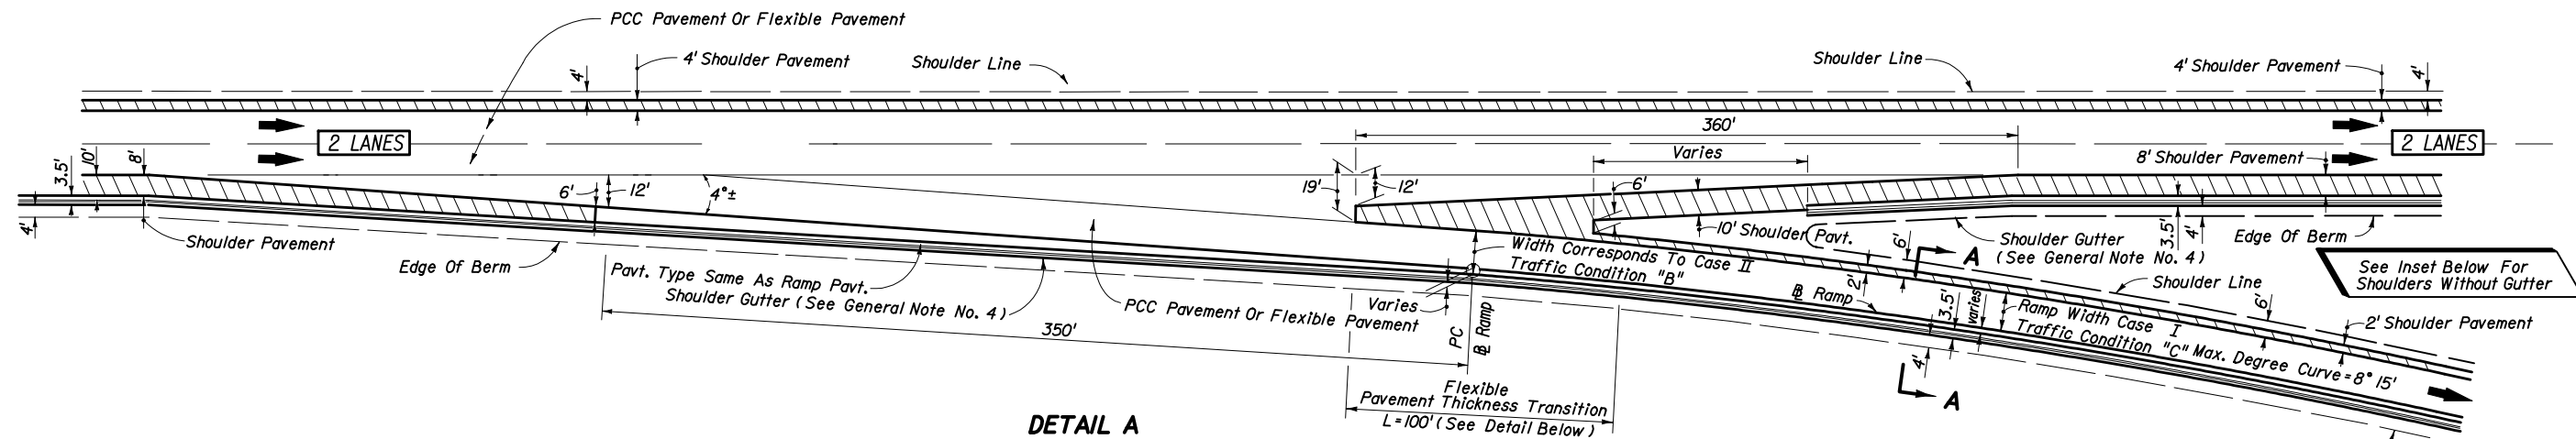 PCC Pavement Or Flexible Pavement
4'
4' Shoulder Pavement
Shoulder Line
Shoulder Line
4' Shoulder Pavement
4'
2 LANES
360'
2 LANES
Varies
8' Shoulder Pavement
3.5'
10'
8'
6'
12'
4°±
19'
12'
6'
4'
Shoulder Pavement
Edge Of Berm
10' Shoulder Pavt.
Shoulder Gutter
(See General Note No. 4)
3.5'
4'
Edge Of Berm
Width Corresponds To Case II
Traffic Condition "B"
2'
6'
A
See Inset Below For
Shoulders Without Gutter
Pavt. Type Same As Ramp Pavt.
Shoulder Gutter (See General Note No. 4)
PCC Pavement Or Flexible Pavement
Varies
PC
BL Ramp
BL Ramp
Shoulder Line
6'
3.5'
varies
Ramp Width Case I
Traffic Condition "C" Max. Degree Curve = 8° 15'
2' Shoulder Pavement
350'
4'
A
Flexible
Pavement Thickness Transition
L=100' (See Detail Below)
DETAIL A